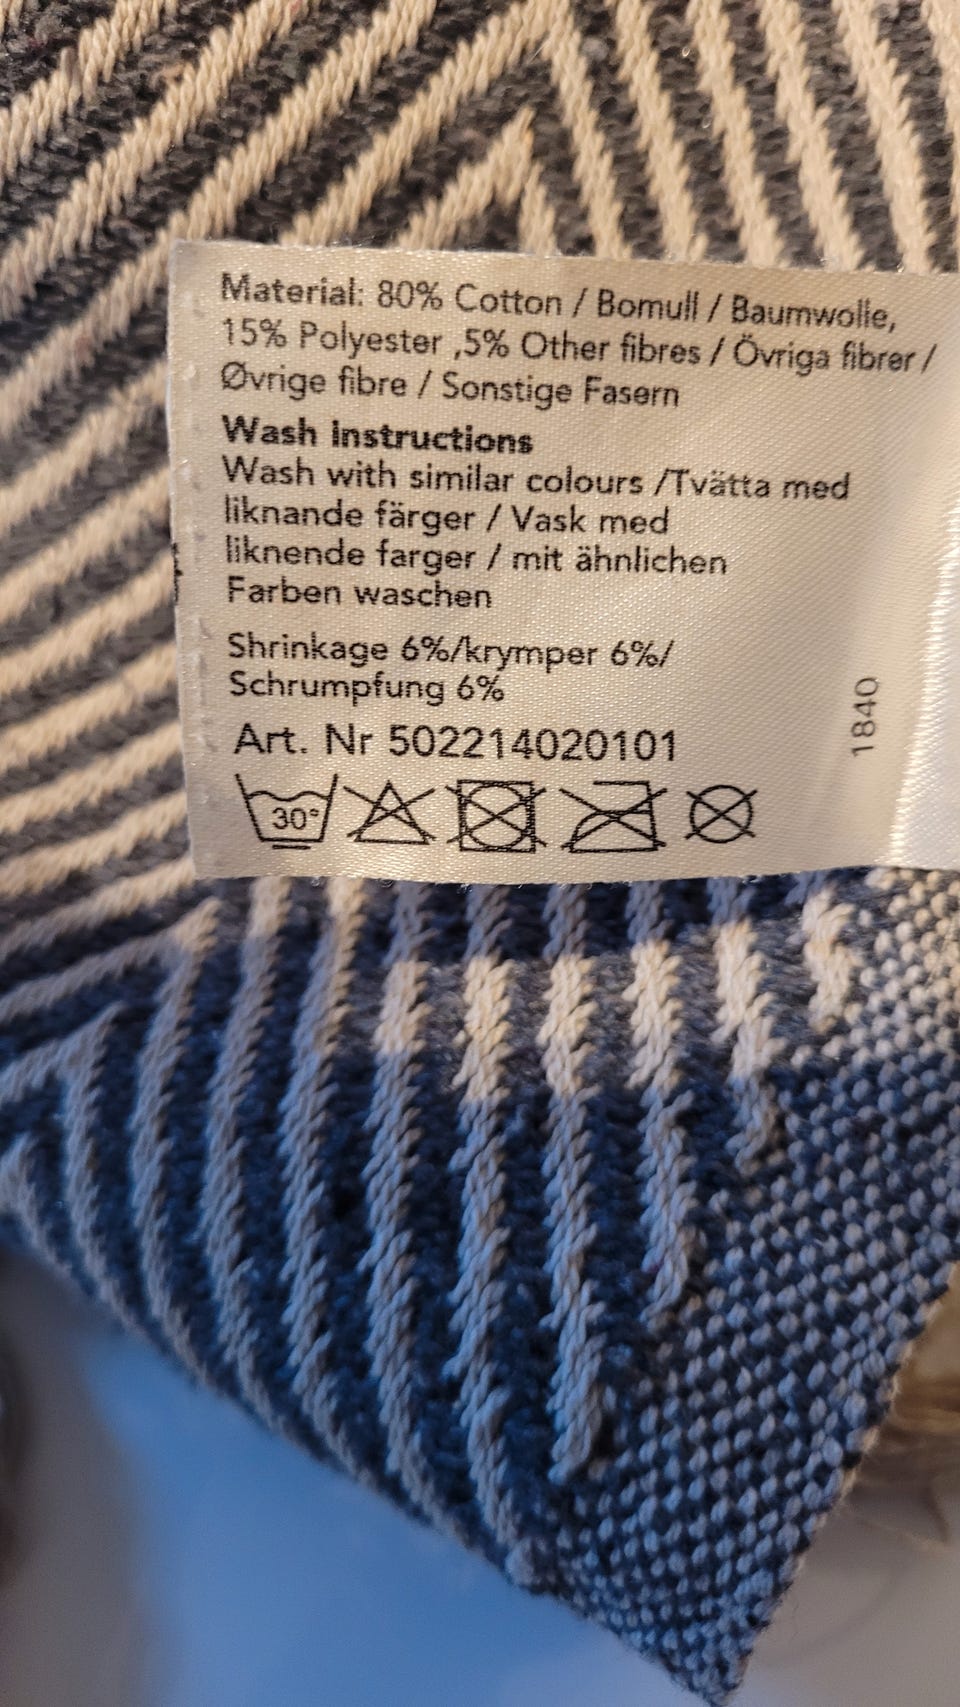 Material: 80% Cotton / Bomull / Baumwolle,
15% Polyester ,5% Other fibres / Övriga fibrer /
Øvrige fibre / Sonstige Fasern
Wash instructions
Wash with similar colours /Tvätta med
liknande färger / Vask med
liknende farger / mit ähnlichen
Farben waschen
Shrinkage 6%/krymper 6%/
Schrumpfung 6%
Art. Nr 502214020101
1840
30°